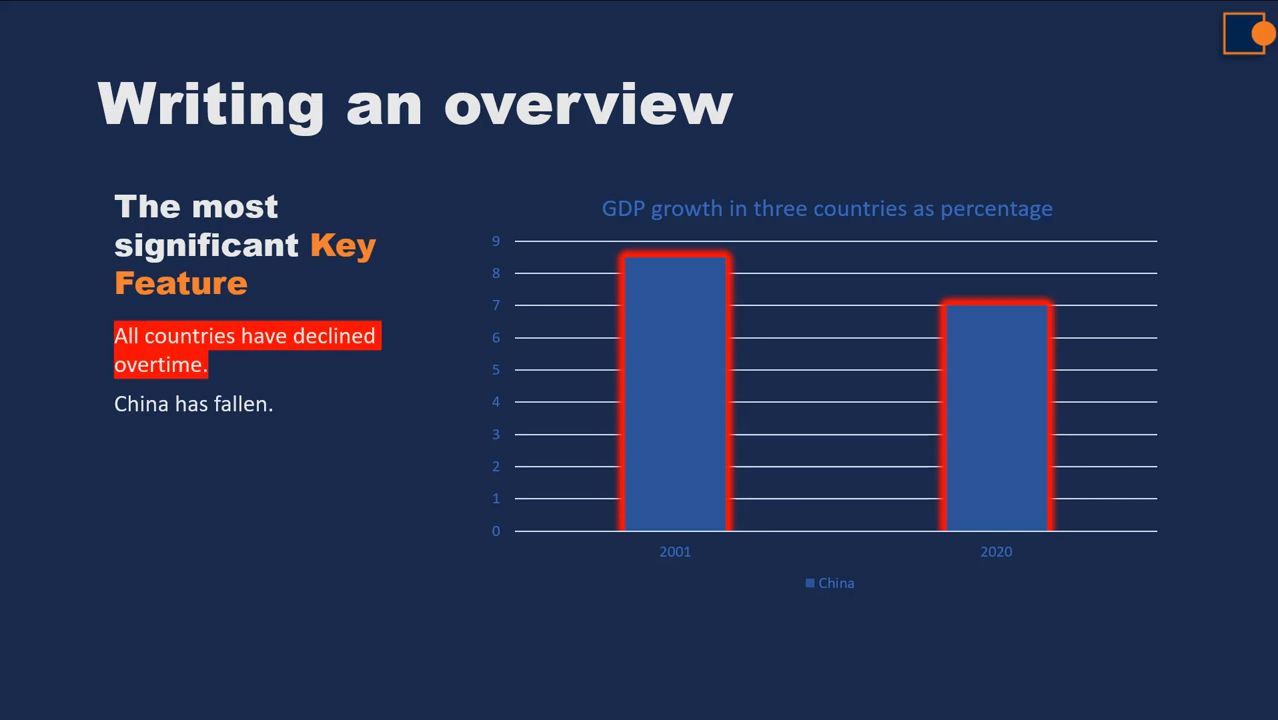 Writing an overview
The most
significant Key
Feature
All countries have declined
overtime.
China has fallen.
GDP growth in three countries as percentage
9
8
7
6
5
4
3
2
1
0
2001
2020
China